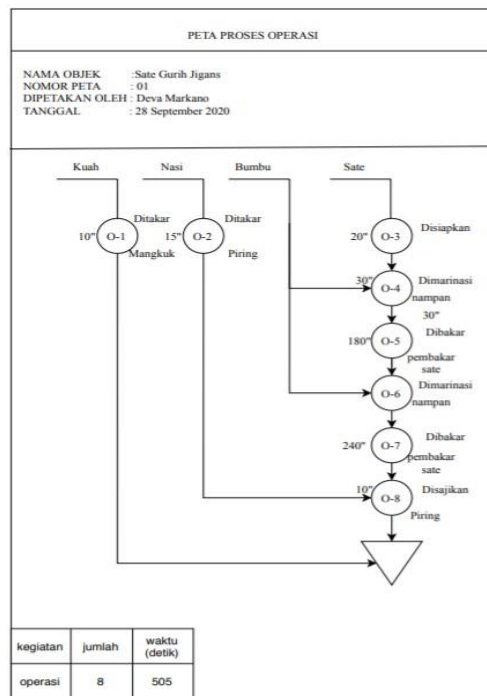 PETA PROSES OPERASI
NAMA OBJEK :Sate Gurih Jigans
NOMOR PETA : 01
DIPETAKAN OLEH : Deva Markano
TANGGAL : 28 September 2020
Kuah Nasi Bumbu Sate
10" O-1 Ditakar
Mangkuk
15" O-2 Ditakar
Piring
20" O-3 Disiapkan
30" O-4 Dimarinasi
nampan
30"
180" O-5 Dibakar
pembakar
sate
O-6 Dimarinasi
nampan
240" O-7 Dibakar
pembakar
sate
10" O-8 Disajikan
Piring
kegiatan jumlah waktu
(detik)
operasi 8 505